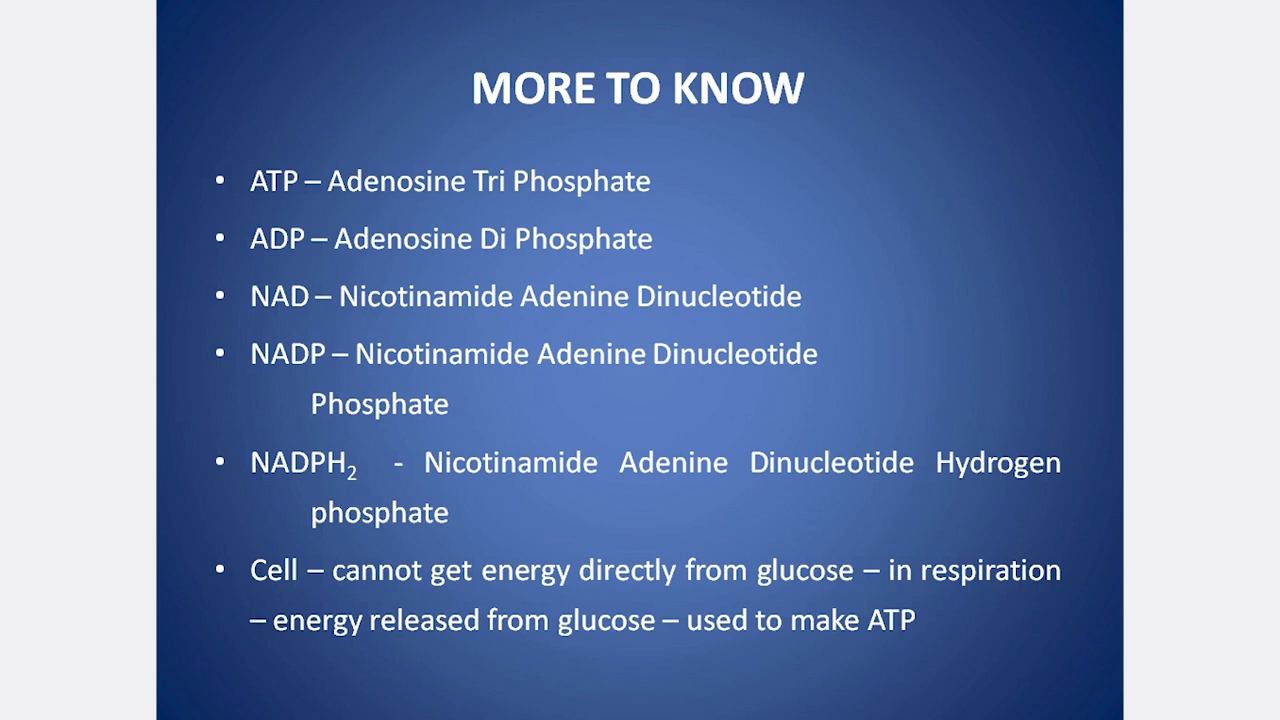 MORE TO KNOW
• ATP – Adenosine Tri Phosphate
• ADP – Adenosine Di Phosphate
• NAD – Nicotinamide Adenine Dinucleotide
• NADP – Nicotinamide Adenine Dinucleotide
Phosphate
• NADPH₂ - Nicotinamide Adenine Dinucleotide Hydrogen
phosphate
• Cell – cannot get energy directly from glucose – in respiration
– energy released from glucose – used to make ATP